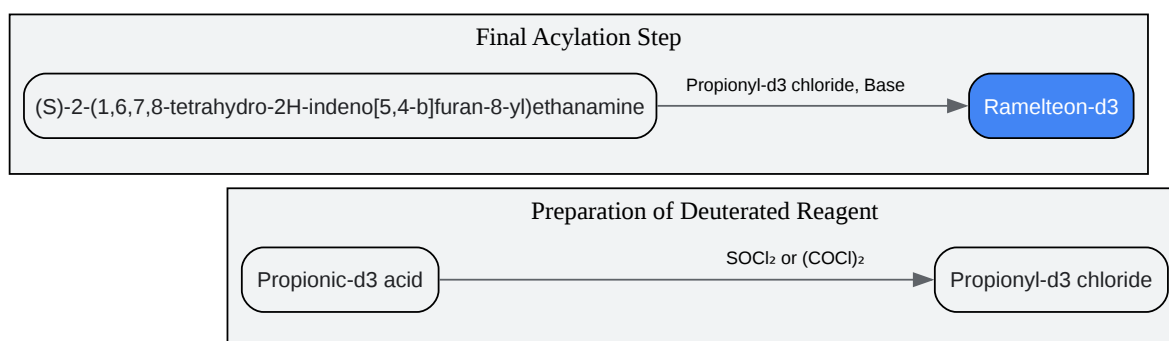 Final Acylation Step
(S)-2-(1,6,7,8-tetrahydro-2H-indeno[5,4-b]furan-8-yl)ethanamine
Propionyl-d3 chloride, Base
Ramelteon-d3
Preparation of Deuterated Reagent
Propionic-d3 acid
SOCl₂ or (COCl)₂
Propionyl-d3 chloride